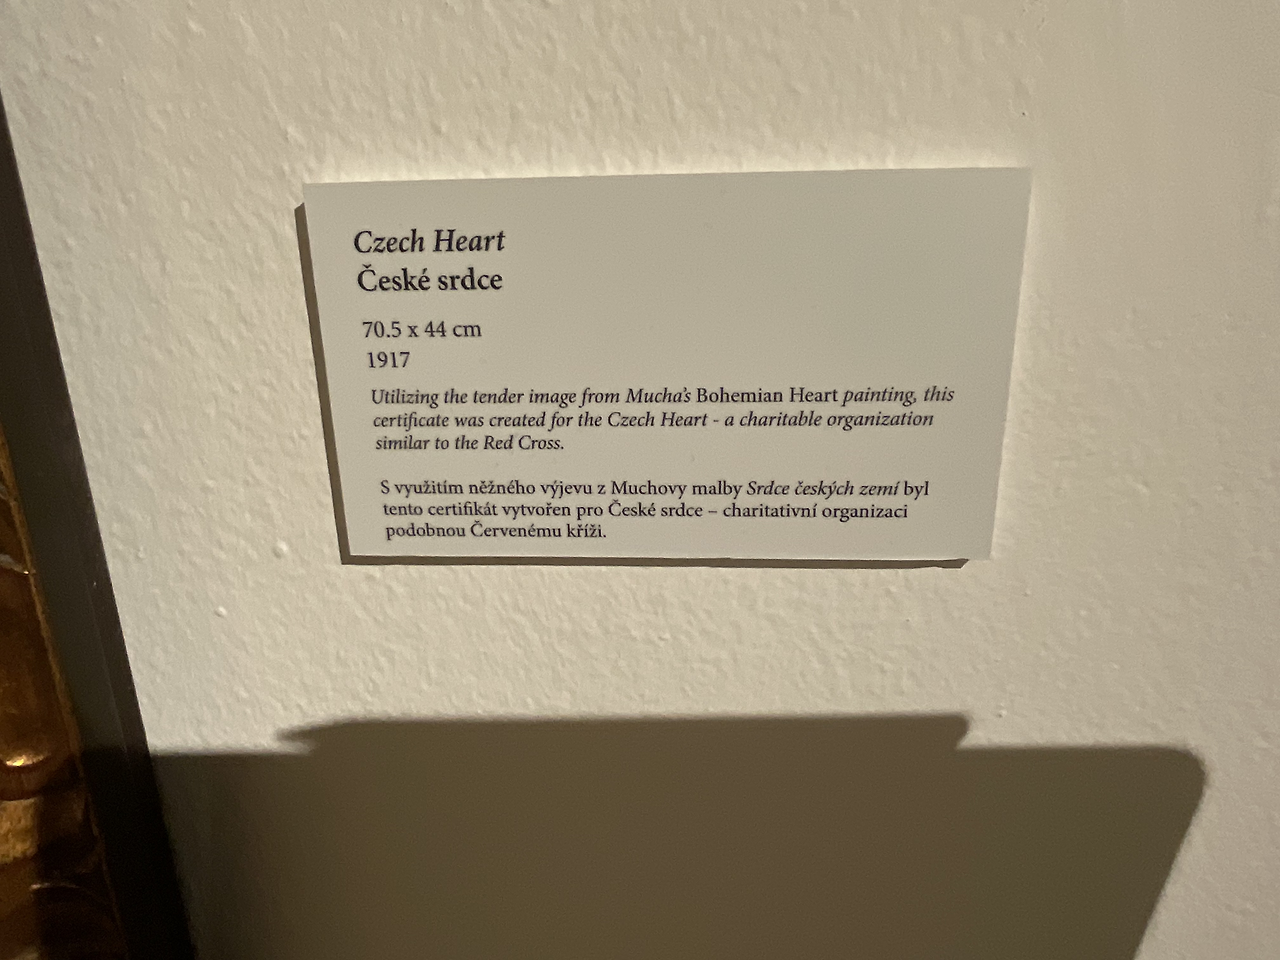 Czech Heart
České srdce
70.5 x 44 cm
1917
Utilizing the tender image from Mucha's Bohemian Heart painting, this
certificate was created for the Czech Heart - a charitable organization
similar to the Red Cross.
S využitím něžného výjevu z Muchovy malby Srdce českých zemí byl
tento certifikát vytvořen pro České srdce – charitativní organizaci
podobnou Červenému kříži.